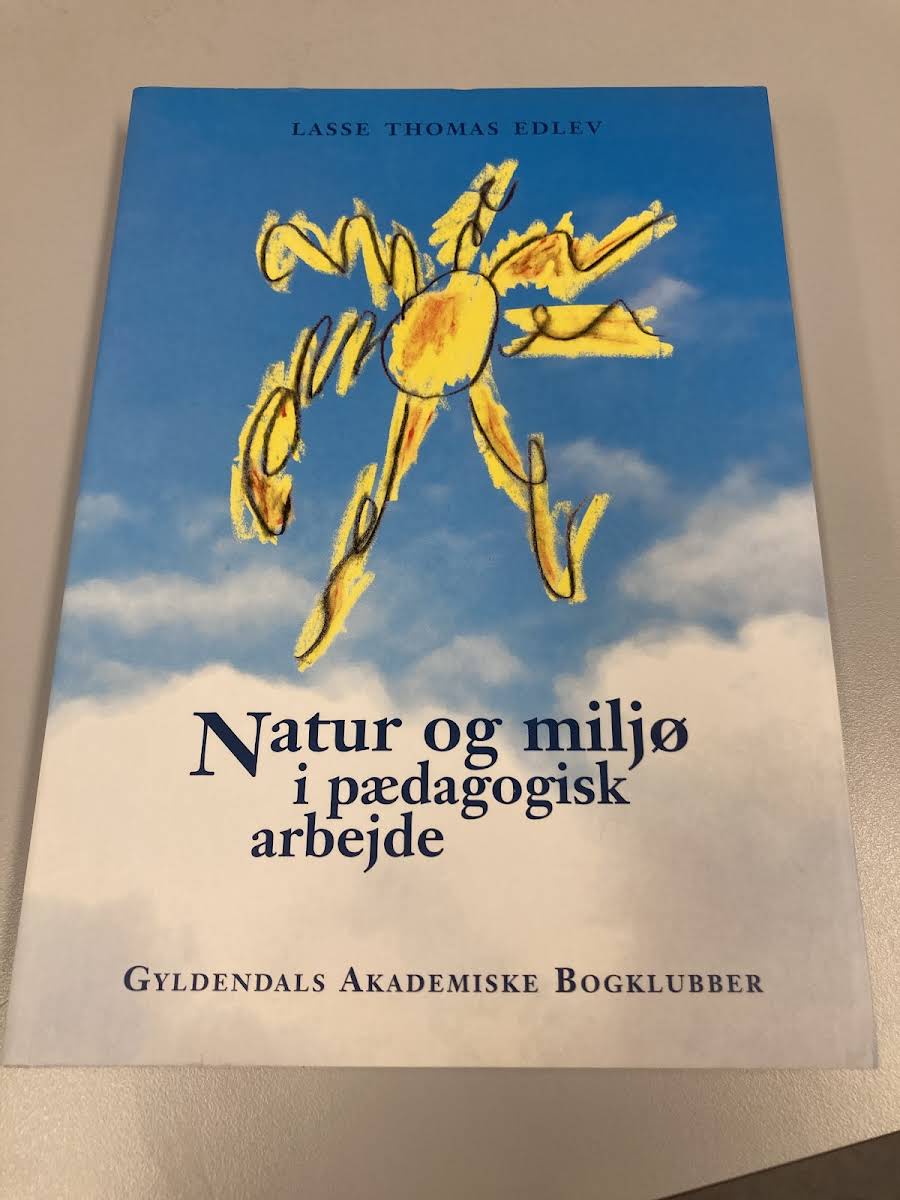 LASSE THOMAS EDLEV
Natur og miljø
i pædagogisk
arbejde
GYLDENDALS AKADEMISKE BOGKLUBBER